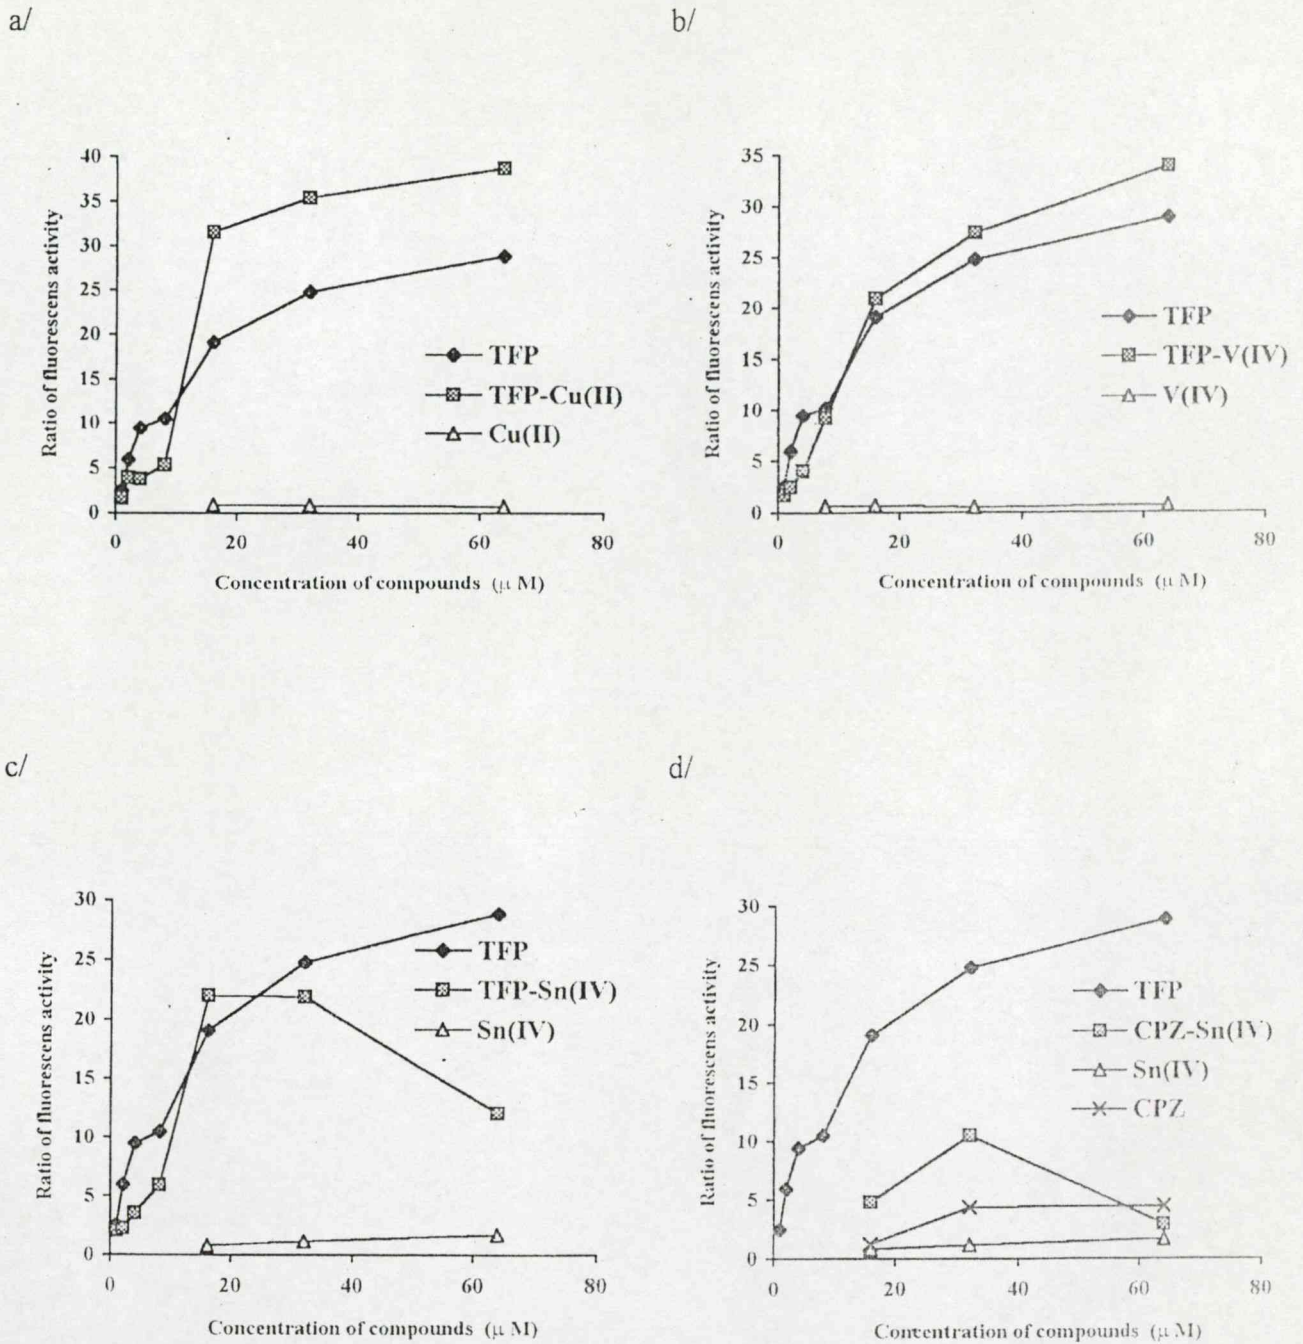 a/
Ratio of fluorescens activity
40
35
30
25
20
15
10
5
0
0 20 40 60 80
Concentration of compounds (μ M)
TFP
TFP-Cu(II)
Cu(II)
b/
Ratio of fluorescens activity
35
30
25
20
15
10
5
0
0 20 40 60 80
Concentration of compounds (μ M)
TFP
TFP-V(IV)
V(IV)
c/
Ratio of fluorescens activity
30
25
20
15
10
5
0
0 20 40 60 80
Concentration of compounds (μ M)
TFP
TFP-Sn(IV)
Sn(IV)
d/
Ratio of fluorescens activity
30
25
20
15
10
5
0
0 20 40 60 80
Concentration of compounds (μ M)
TFP
CPZ-Sn(IV)
Sn(IV)
CPZ